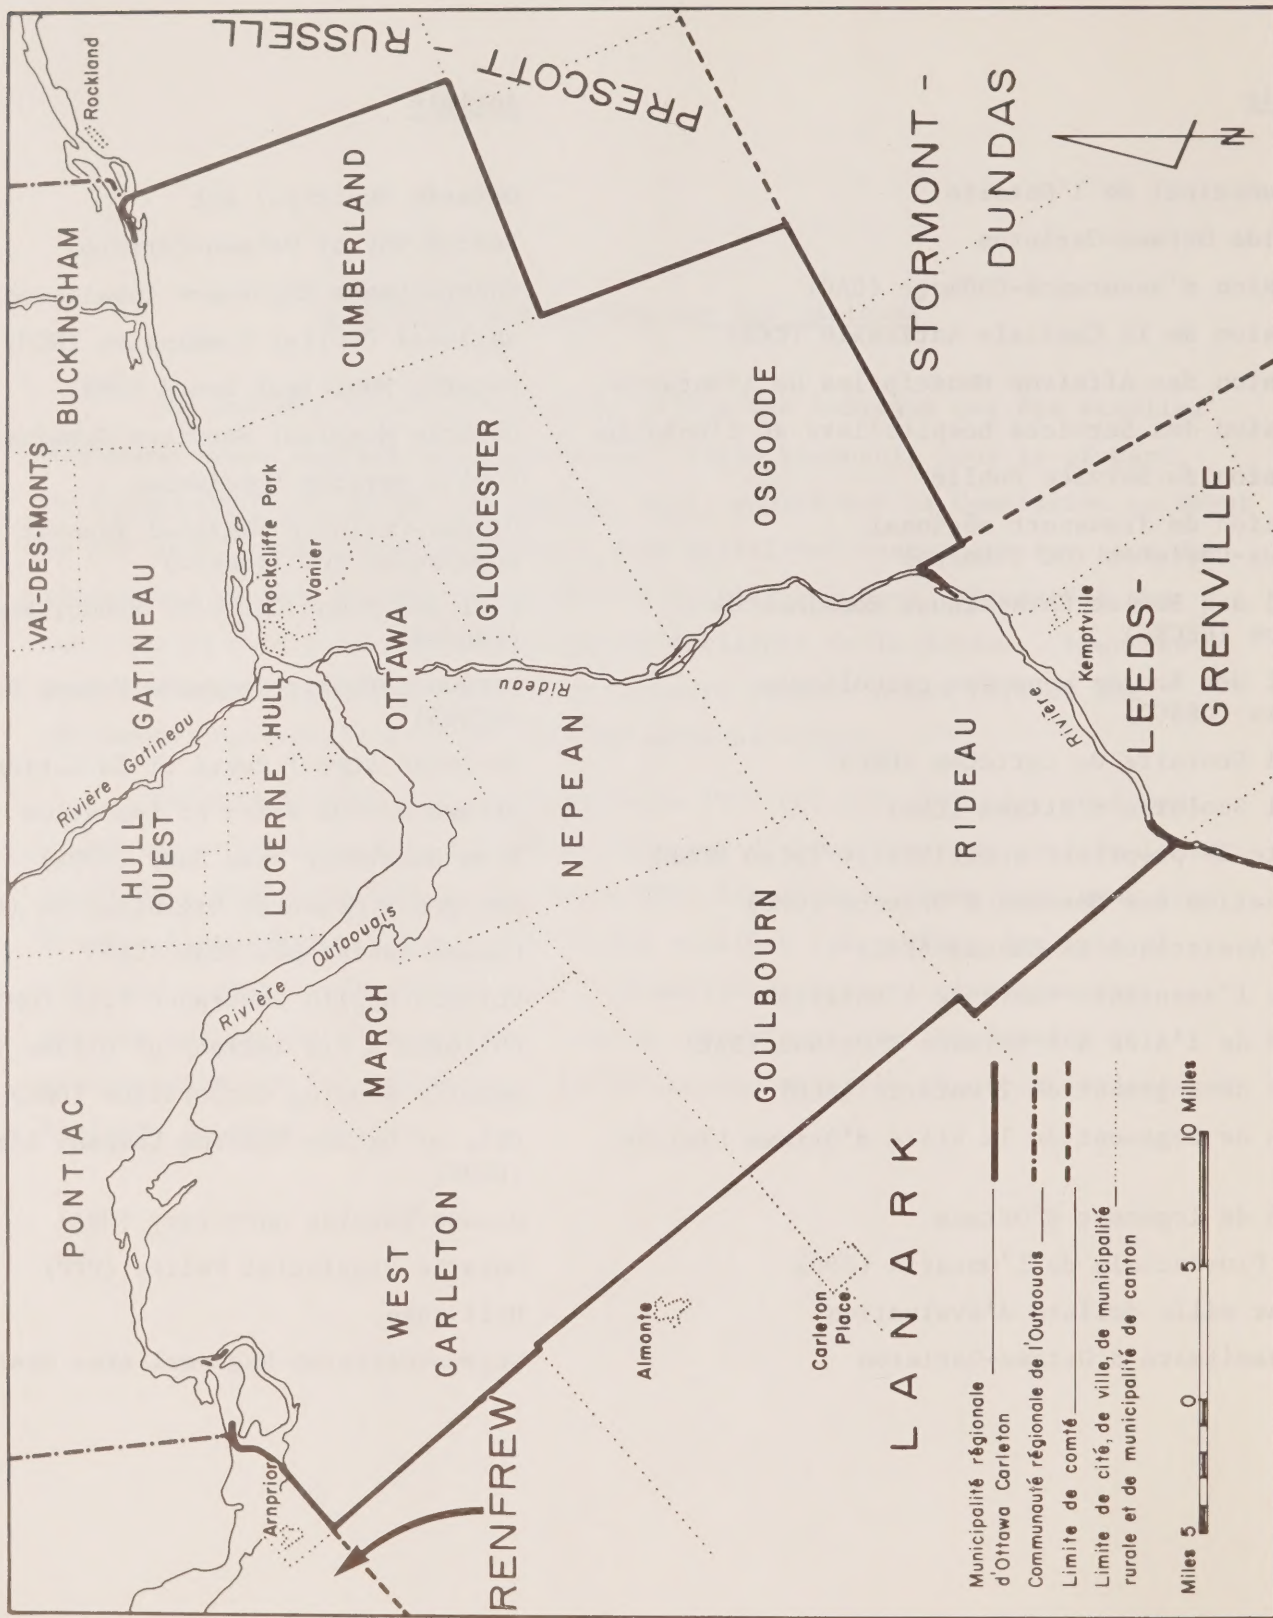 RUSSELL
PRESCOTT -
Rockland
BUCKINGHAM
VAL-DES-MONTS
GATINEAU
Rivière Gatineau
HULL
OUEST
LUCERNE
HULL
PONTIAC
Rivière Outaouais
CUMBERLAND
Rockcliffe Park
Vanier
OTTAWA
GLOUCESTER
Rideau
NEPEAN
MARCH
WEST
CARLETON
Arnprior
RENFREW
OSGOODE
RIDEAU
Rivière
Kemptville
GOULBOURN
Almonte
Carleton
Place
LANARK
STORMONT -
DUNDAS
LEEDS-
GRENVILLE
N
Municipalité régionale
d'Ottawa Carleton
Communauté régionale de l'Outaouais
Limite de comté
Limite de cité, de ville, de municipalité
rurale et de municipalité de canton
Miles 5 0 5 10 Milles